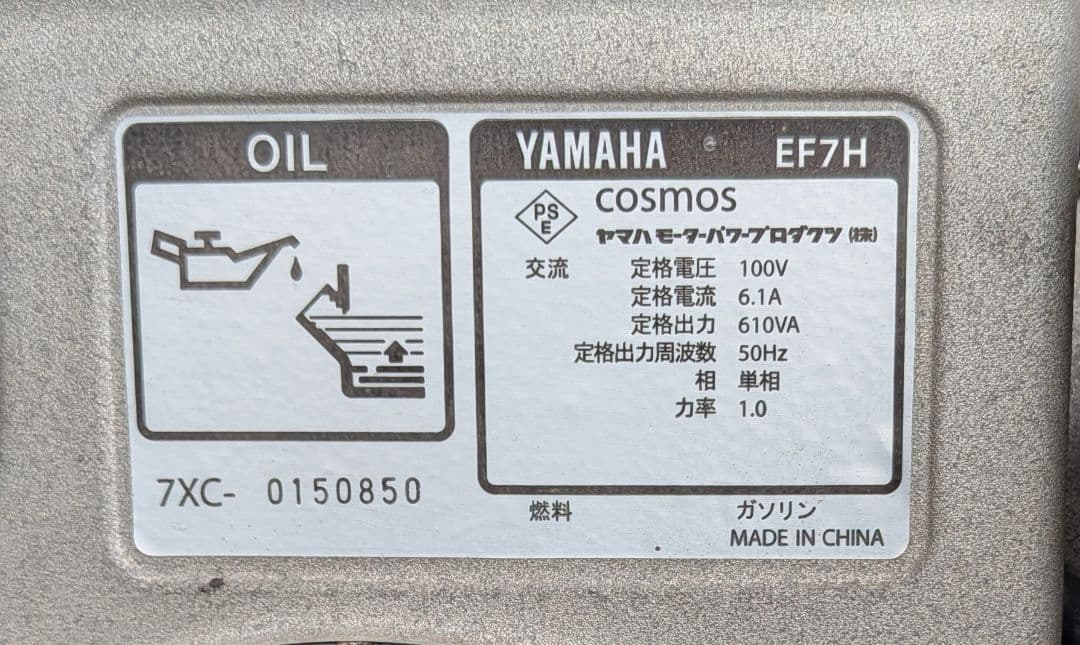 OIL
7XC- 0150850
YAMAHA EF7H
PS
E
cosmos
ヤマハモーターパワープロダクツ(株)
交流 定格電圧 100V
定格電流 6.1A
定格出力 610VA
定格出力周波数 50Hz
相 単相
力率 1.0
燃料 ガソリン
MADE IN CHINA